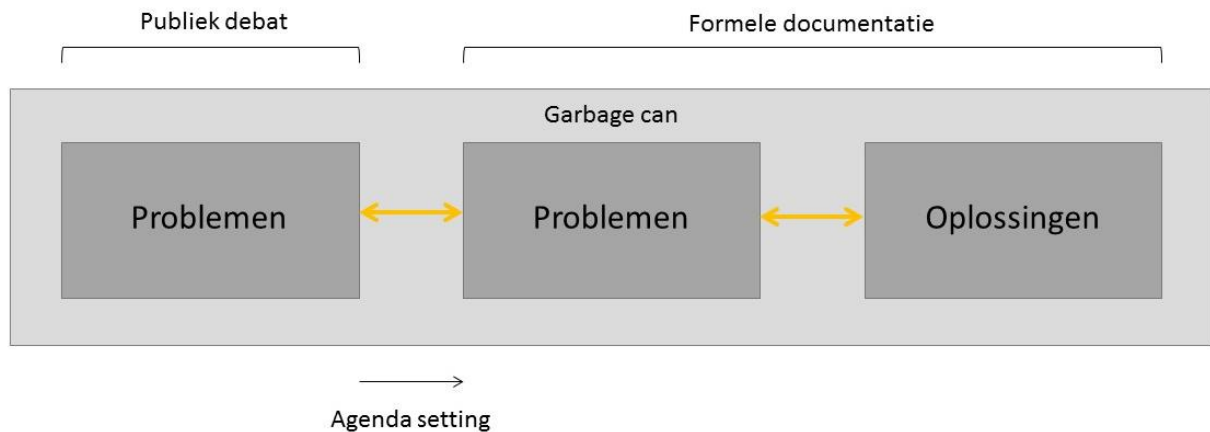 Publiek debat
Formele documentatie
Garbage can
Problemen
Problemen
Oplossingen
Agenda setting